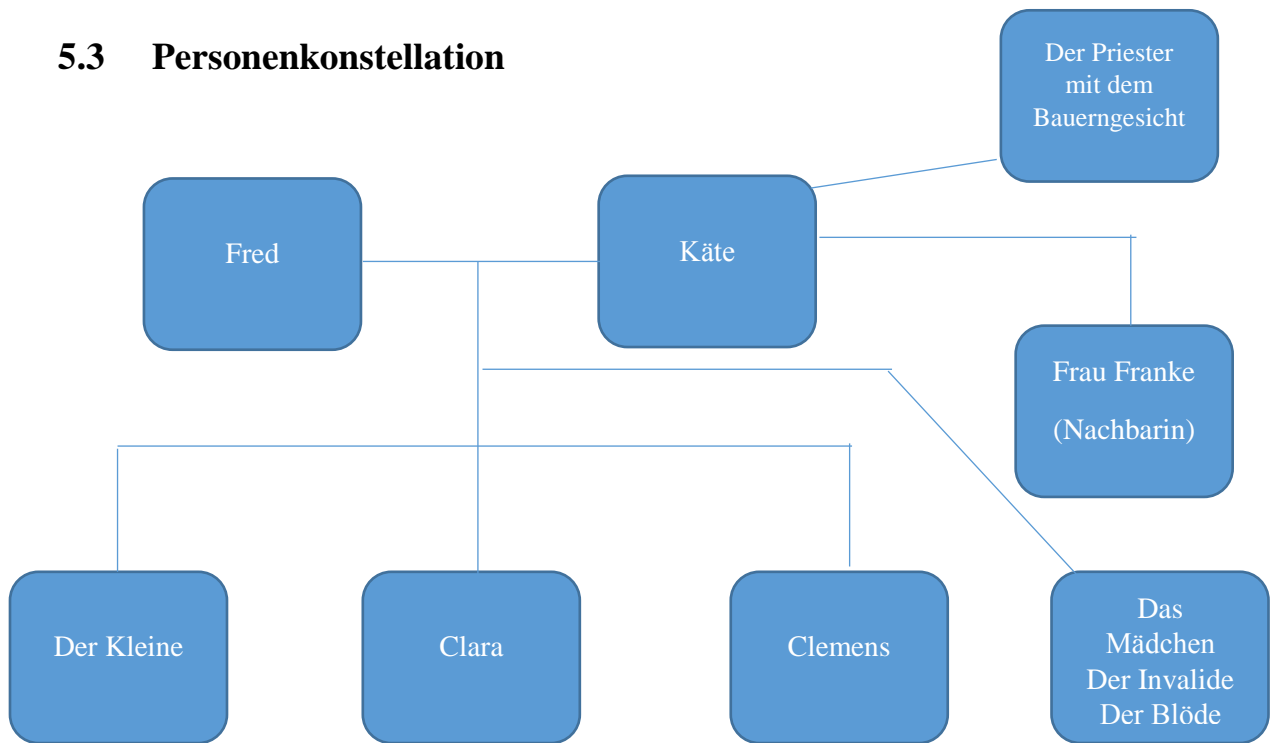 5.3 Personenkonstellation
Der Priester
mit dem
Bauerngesicht
Fred
Käte
Frau Franke
(Nachbarin)
Der Kleine
Clara
Clemens
Das
Mädchen
Der Invalide
Der Blöde